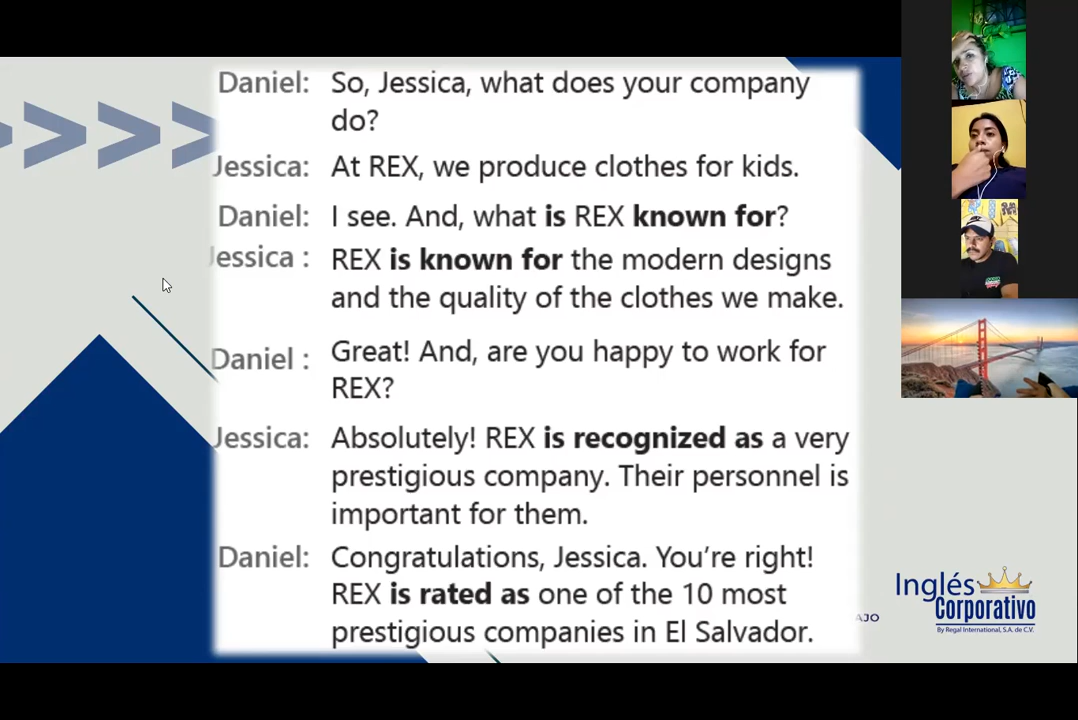 Daniel: So, Jessica, what does your company
do?
Jessica: At REX, we produce clothes for kids.
Daniel: I see. And, what is REX known for?
Jessica : REX is known for the modern designs
and the quality of the clothes we make.
Daniel : Great! And, are you happy to work for
REX?
Jessica: Absolutely! REX is recognized as a very
prestigious company. Their personnel is
important for them.
Daniel: Congratulations, Jessica. You're right!
REX is rated as one of the 10 most
prestigious companies in El Salvador.
AJO
Inglés
Corporativo
By Regal International, S.A. de C.V.